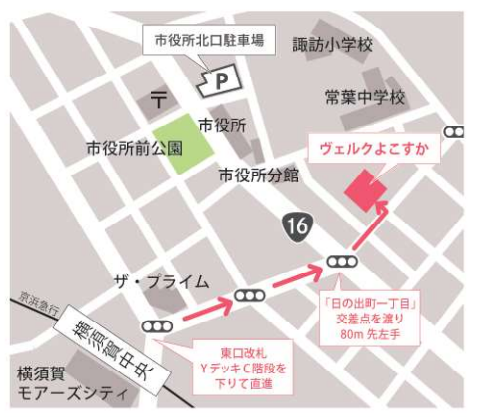 市役所北口駐車場
諏訪小学校
P
〒
常葉中学校
市役所
市役所前公園
ヴェルクよこすか
市役所分館
16
ザ・プライム
京浜急行
「日の出町一丁目」
交差点を渡り
80m 先左手
横須賀中央
東口改札
YデッキC階段を
下りて直進
横須賀
モアーズシティ